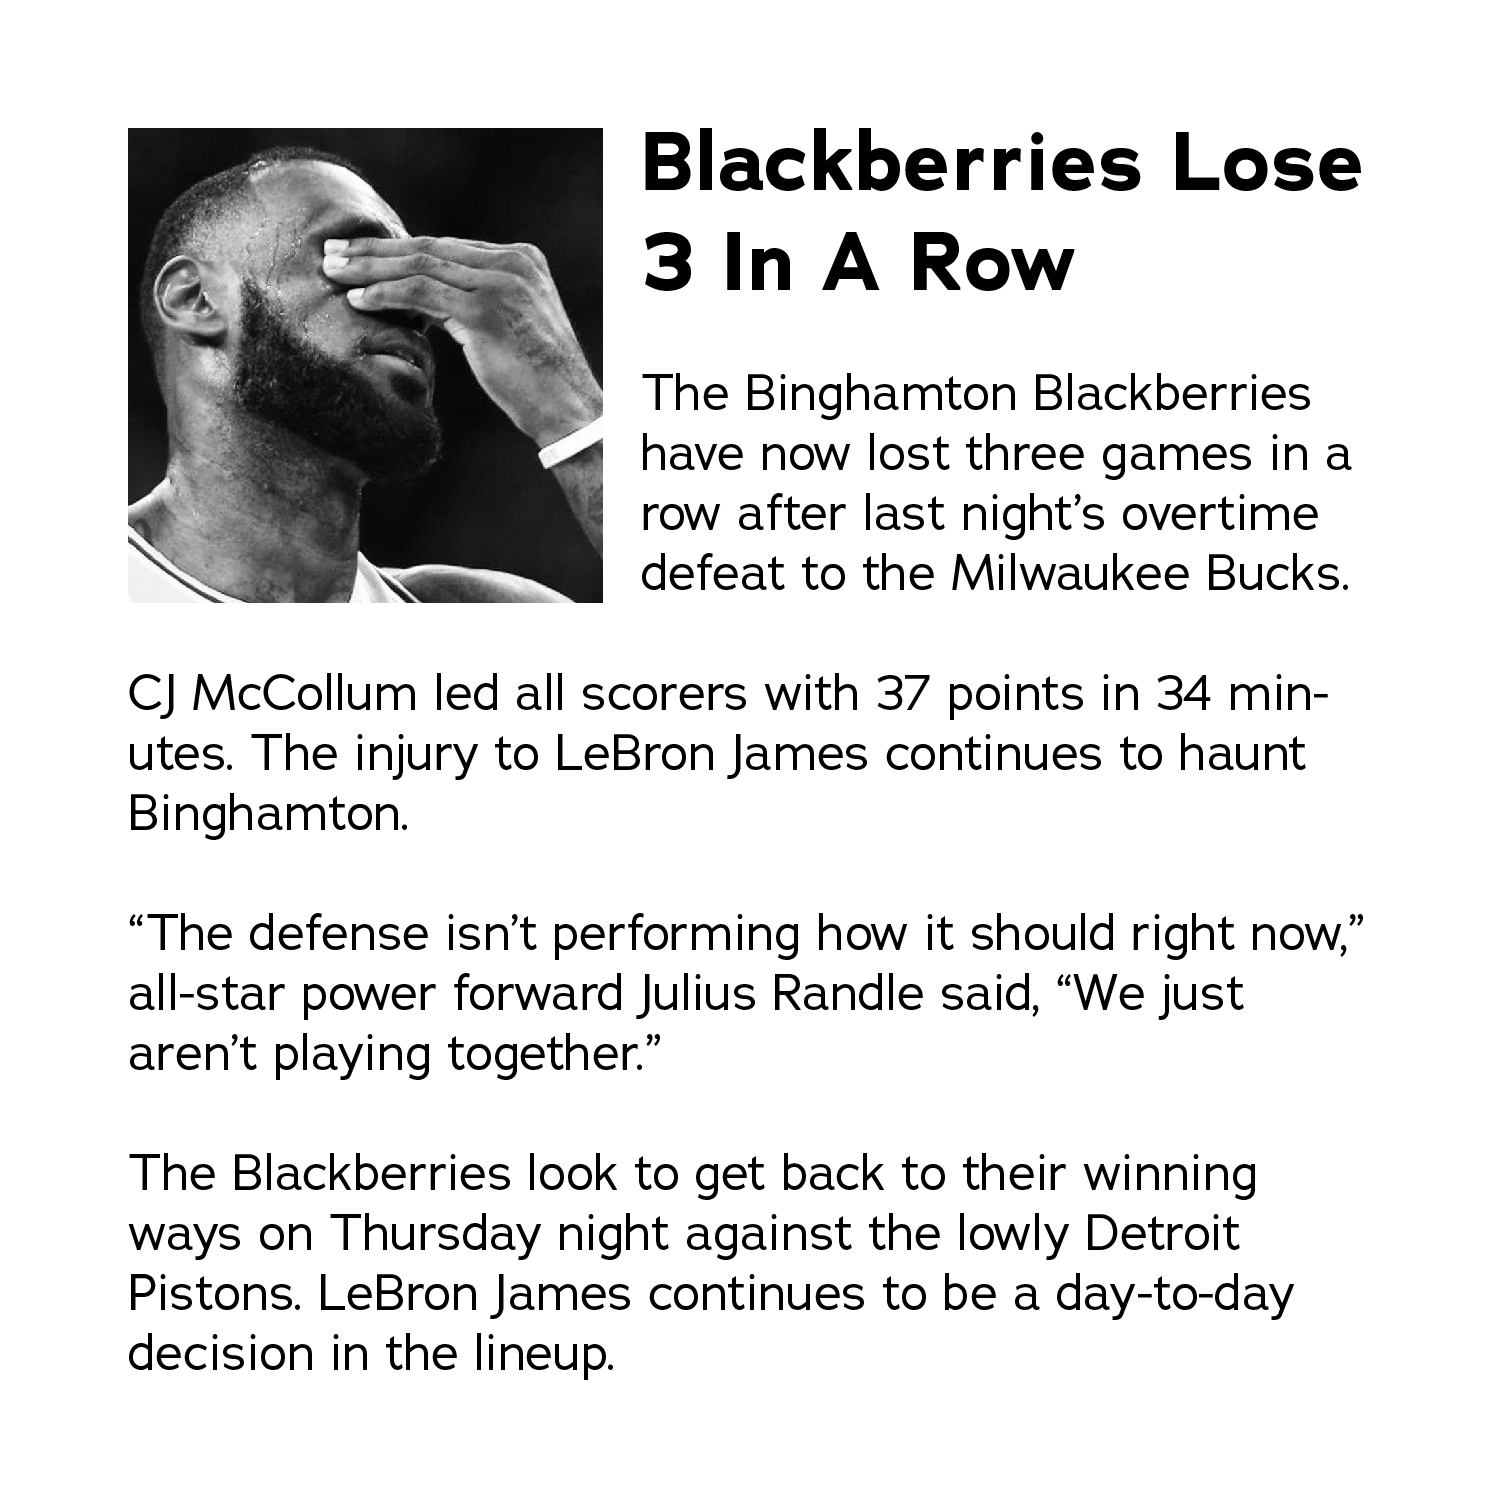 Blackberries Lose
3 In A Row
The Binghamton Blackberries
have now lost three games in a
row after last night’s overtime
defeat to the Milwaukee Bucks.
CJ McCollum led all scorers with 37 points in 34 min-
utes. The injury to LeBron James continues to haunt
Binghamton.
“The defense isn’t performing how it should right now,”
all-star power forward Julius Randle said, “We just
aren’t playing together.”
The Blackberries look to get back to their winning
ways on Thursday night against the lowly Detroit
Pistons. LeBron James continues to be a day-to-day
decision in the lineup.